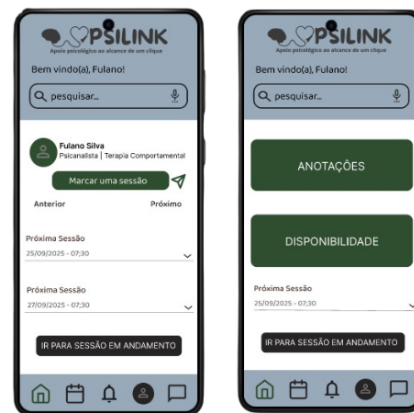 PSILINK
Apoio psicológico ao alcance de um clique
Bem vindo(a), Fulano!
pesquisar...
Fulano Silva
Psicanalista | Terapia Comportamental
Marcar uma sessão
Anterior
Próximo
Próxima Sessão
25/09/2025 - 07:30
Próxima Sessão
27/09/2025 - 07:30
IR PARA SESSÃO EM ANDAMENTO
PSILINK
Apoio psicológico ao alcance de um clique
Bem vindo(a), Fulano!
pesquisar...
ANOTAÇÕES
DISPONIBILIDADE
Próxima Sessão
25/09/2025 - 07:30
IR PARA SESSÃO EM ANDAMENTO